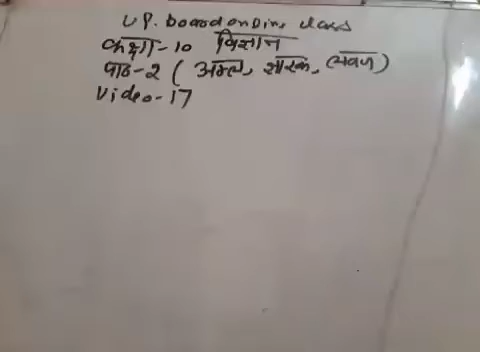 U.P. board online class
कक्षा-10 विज्ञान
पाठ-2 ( अम्ल, क्षारक, लवण )
Video-17